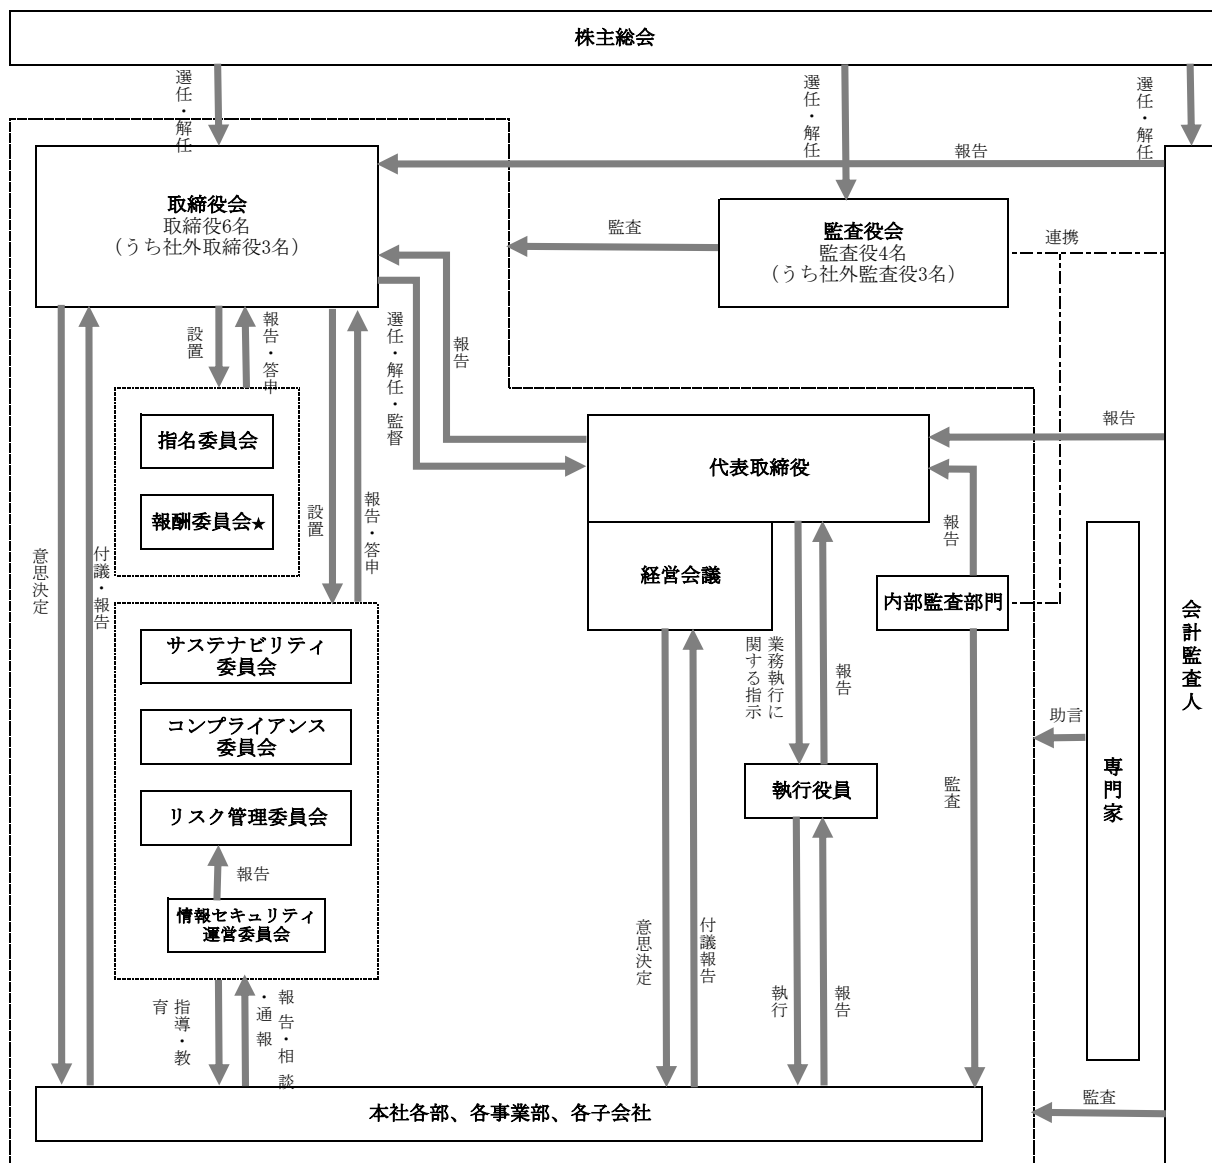 株主総会
選任・解任
選任・解任
選任・解任
報告
取締役会
取締役6名
（うち社外取締役3名）
監査
監査役会
監査役4名
（うち社外監査役3名）
連携
設置
報告・答申
選任・解任・監督
報告
指名委員会
報酬委員会★
設置
報告・答申
代表取締役
報告
経営会議
報告
内部監査部門
意思決定
付議・報告
サステナビリティ
委員会
コンプライアンス
委員会
リスク管理委員会
報告
情報セキュリティ
運営委員会
業務執行に
関する指示
報告
執行役員
監査
助言
専門家
会計監査人
意思決定
付議報告
執行
報告
指導・教
育
報告・相談
・通報
本社各部、各事業部、各子会社
監査